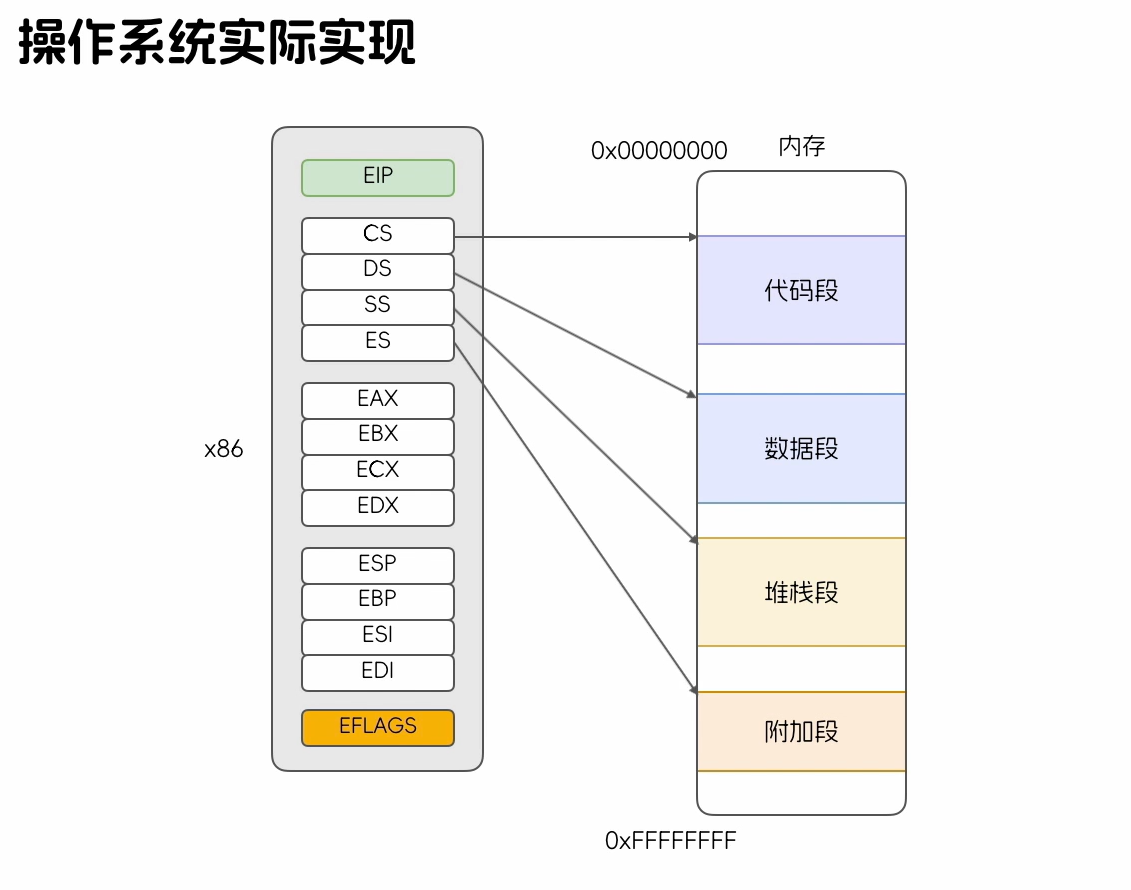 操作系统实际实现
x86
EIP
CS
DS
SS
ES
EAX
EBX
ECX
EDX
ESP
EBP
ESI
EDI
EFLAGS
0x00000000
内存
代码段
数据段
堆栈段
附加段
0xFFFFFFFF